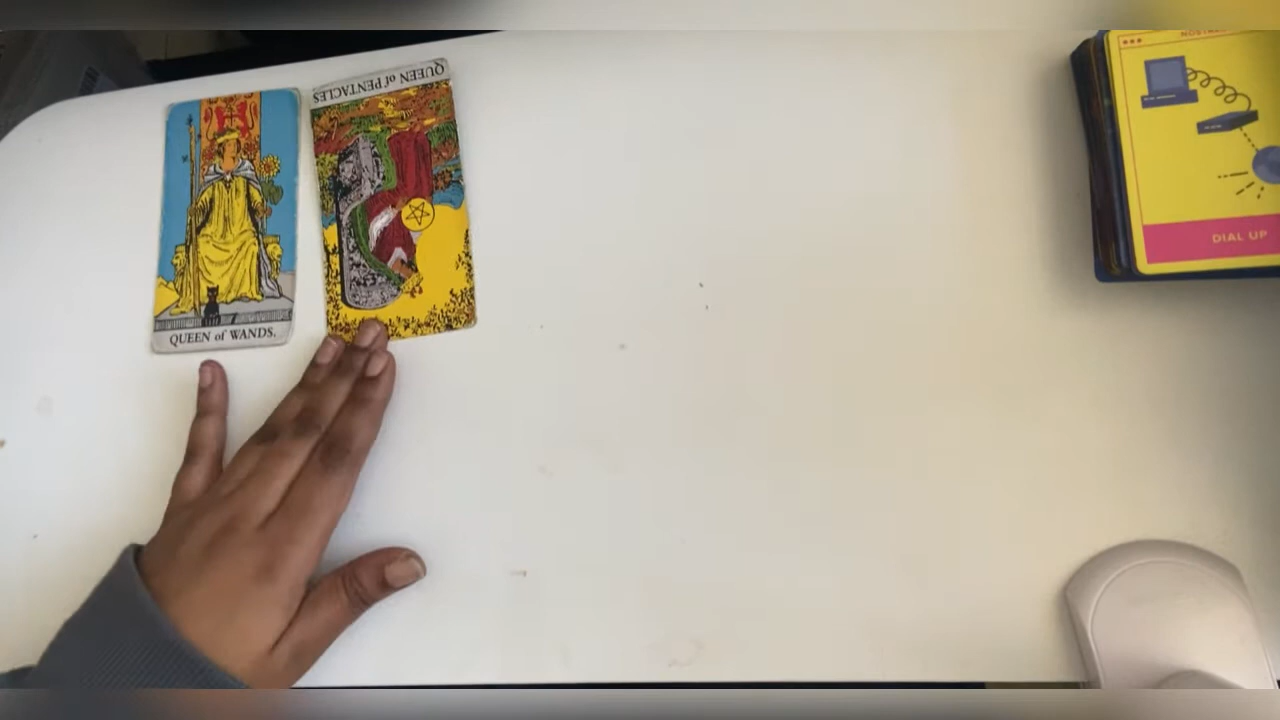 QUEEN of WANDS.
QUEEN of PENTACLES
DIAL UP